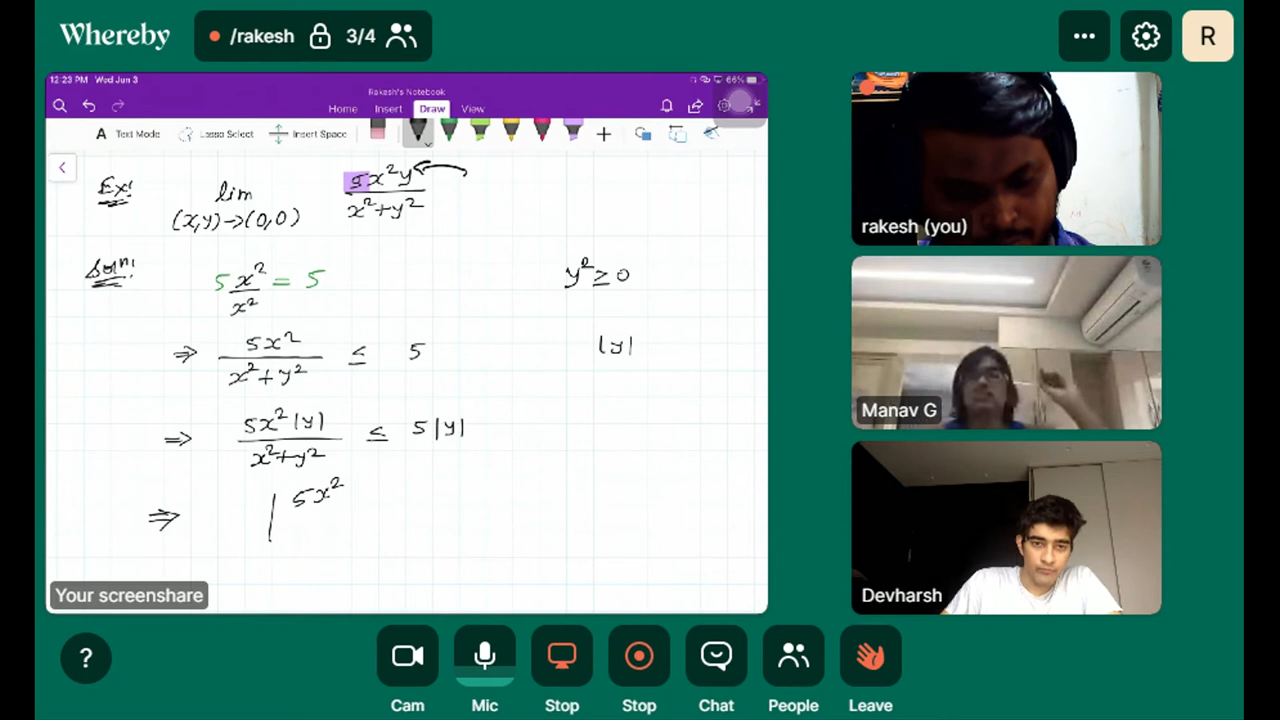 Whereby
/rakesh 3/4
R
12:23 PM Wed Jun 3
66%
Rakesh's Notebook
Home Insert Draw View
A Text Mode Lasso Select Insert Space
Ex! lim (x,y)→(0,0) 5x²y / x²+y²
Soln! 5x²/x² = 5 y² ≥ 0
⇒ 5x² / x²+y² ≤ 5 |y|
⇒ 5x²|y| / x²+y² ≤ 5|y|
⇒ | 5x²
Your screenshare
rakesh (you)
Manav G
Devharsh
?
Cam Mic Stop Stop Chat People Leave